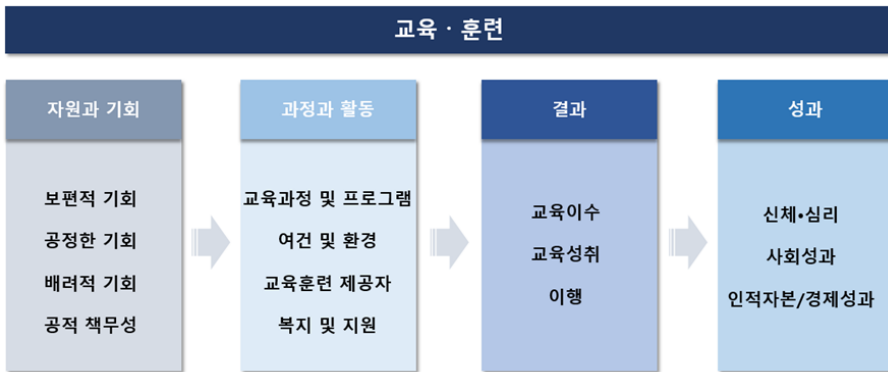 교육 · 훈련
자원과 기회
보편적 기회
공정한 기회
배려적 기회
공적 책무성
과정과 활동
교육과정 및 프로그램
여건 및 환경
교육훈련 제공자
복지 및 지원
결과
교육이수
교육성취
이행
성과
신체•심리
사회성과
인적자본/경제성과